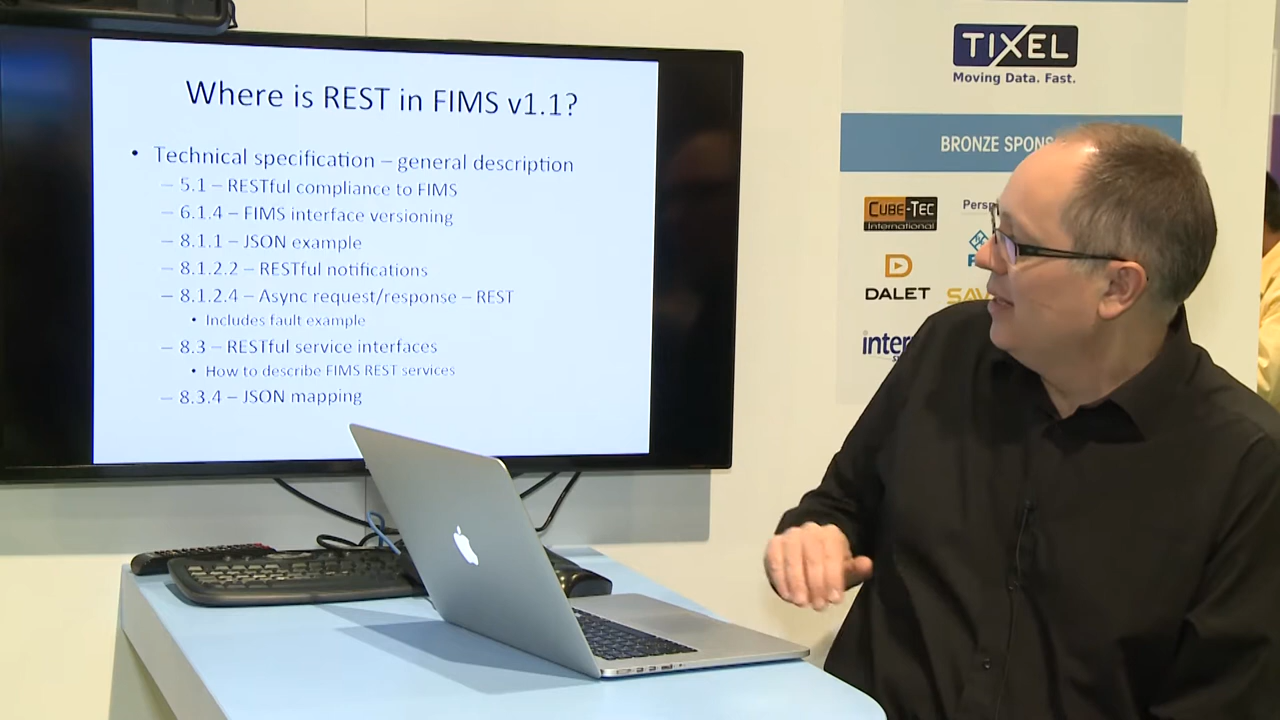 Where is REST in FIMS v1.1?
• Technical specification – general description
– 5.1 – RESTful compliance to FIMS
– 6.1.4 – FIMS interface versioning
– 8.1.1 – JSON example
– 8.1.2.2 – RESTful notifications
– 8.1.2.4 – Async request/response – REST
• Includes fault example
– 8.3 – RESTful service interfaces
• How to describe FIMS REST services
– 8.3.4 – JSON mapping
TIXEL
Moving Data. Fast.
BRONZE SPONS
CUBE-TEC
International
Persp
DALET
SAV
inter